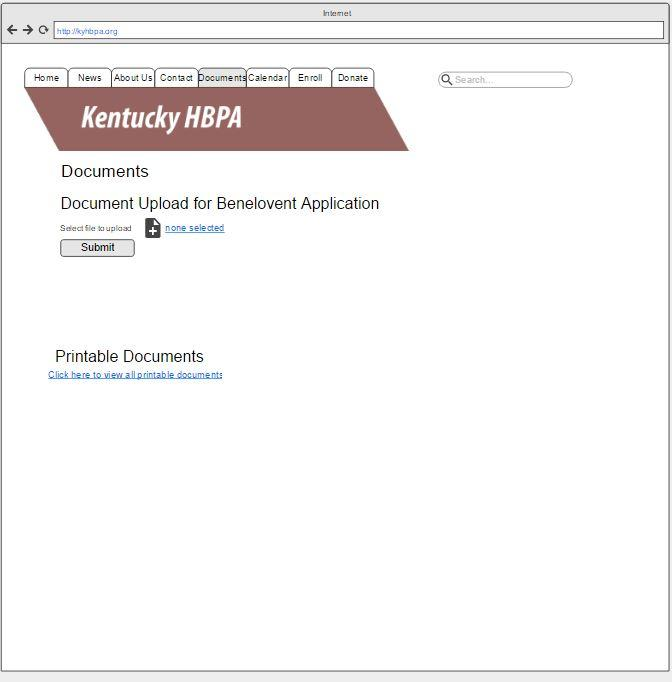 Internet
http://kyhbpa.org
Home News About Us Contact Documents Calendar Enroll Donate
Search...
Kentucky HBPA
Documents
Document Upload for Benelovent Application
Select file to upload none selected
Submit
Printable Documents
Click here to view all printable documents